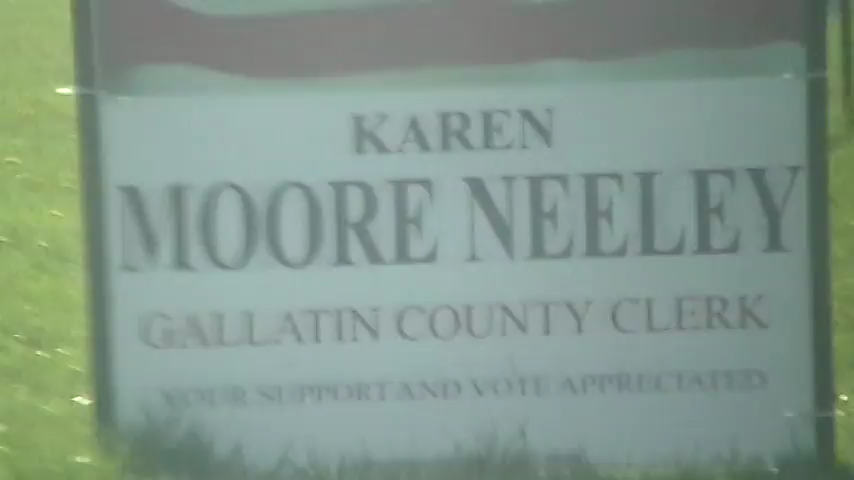 KAREN
MOORE NEELEY
GALLATIN COUNTY CLERK
YOUR SUPPORT AND VOTE APPRECIATED